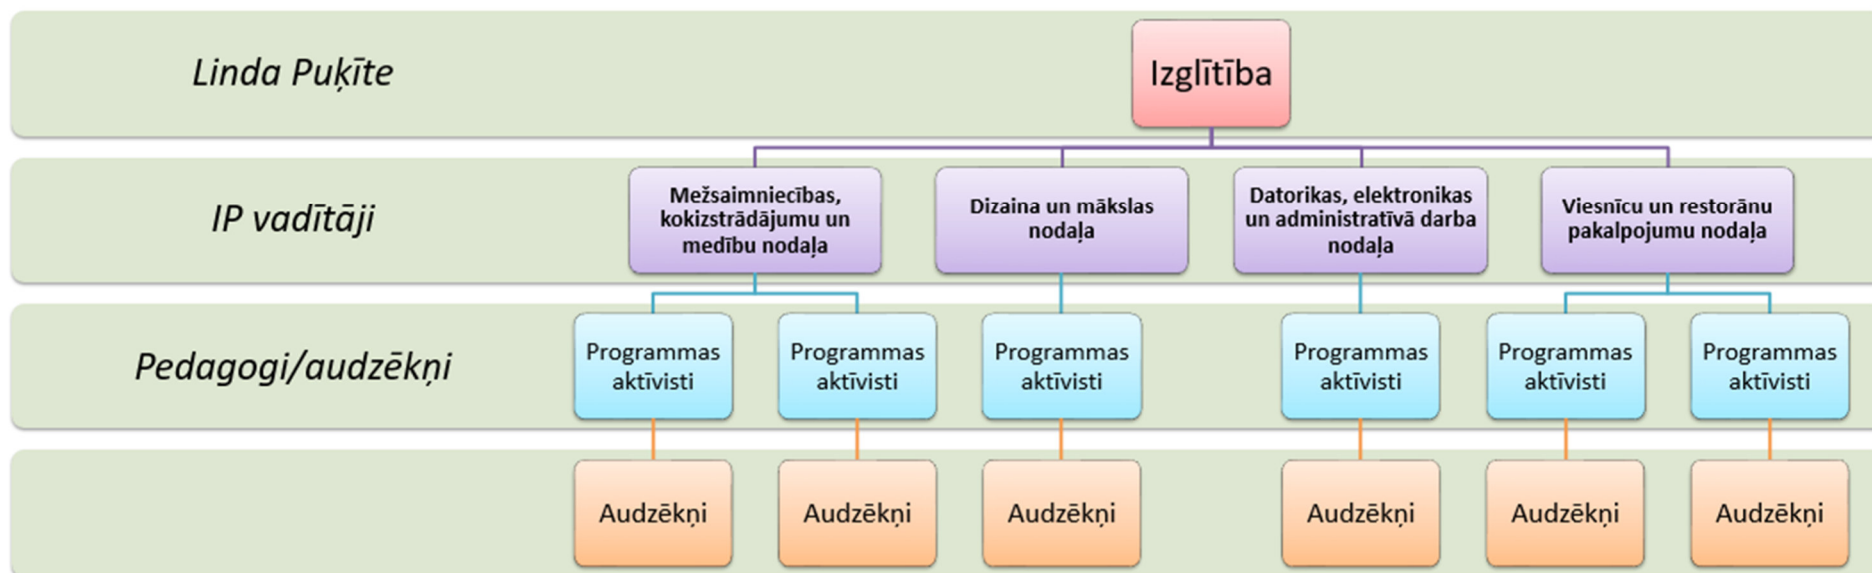 Linda Puķīte
Izglītība
IP vadītāji
Mežsaimniecības,
kokizstrādājumu un
medību nodaļa
Dizaina un mākslas
nodaļa
Datorikas, elektronikas
un administratīvā darba
nodaļa
Viesnīcu un restorānu
pakalpojumu nodaļa
Pedagogi/audzēkņi
Programmas
aktīvisti
Programmas
aktīvisti
Programmas
aktīvisti
Programmas
aktīvisti
Programmas
aktīvisti
Programmas
aktīvisti
Audzēkņi
Audzēkņi
Audzēkņi
Audzēkņi
Audzēkņi
Audzēkņi